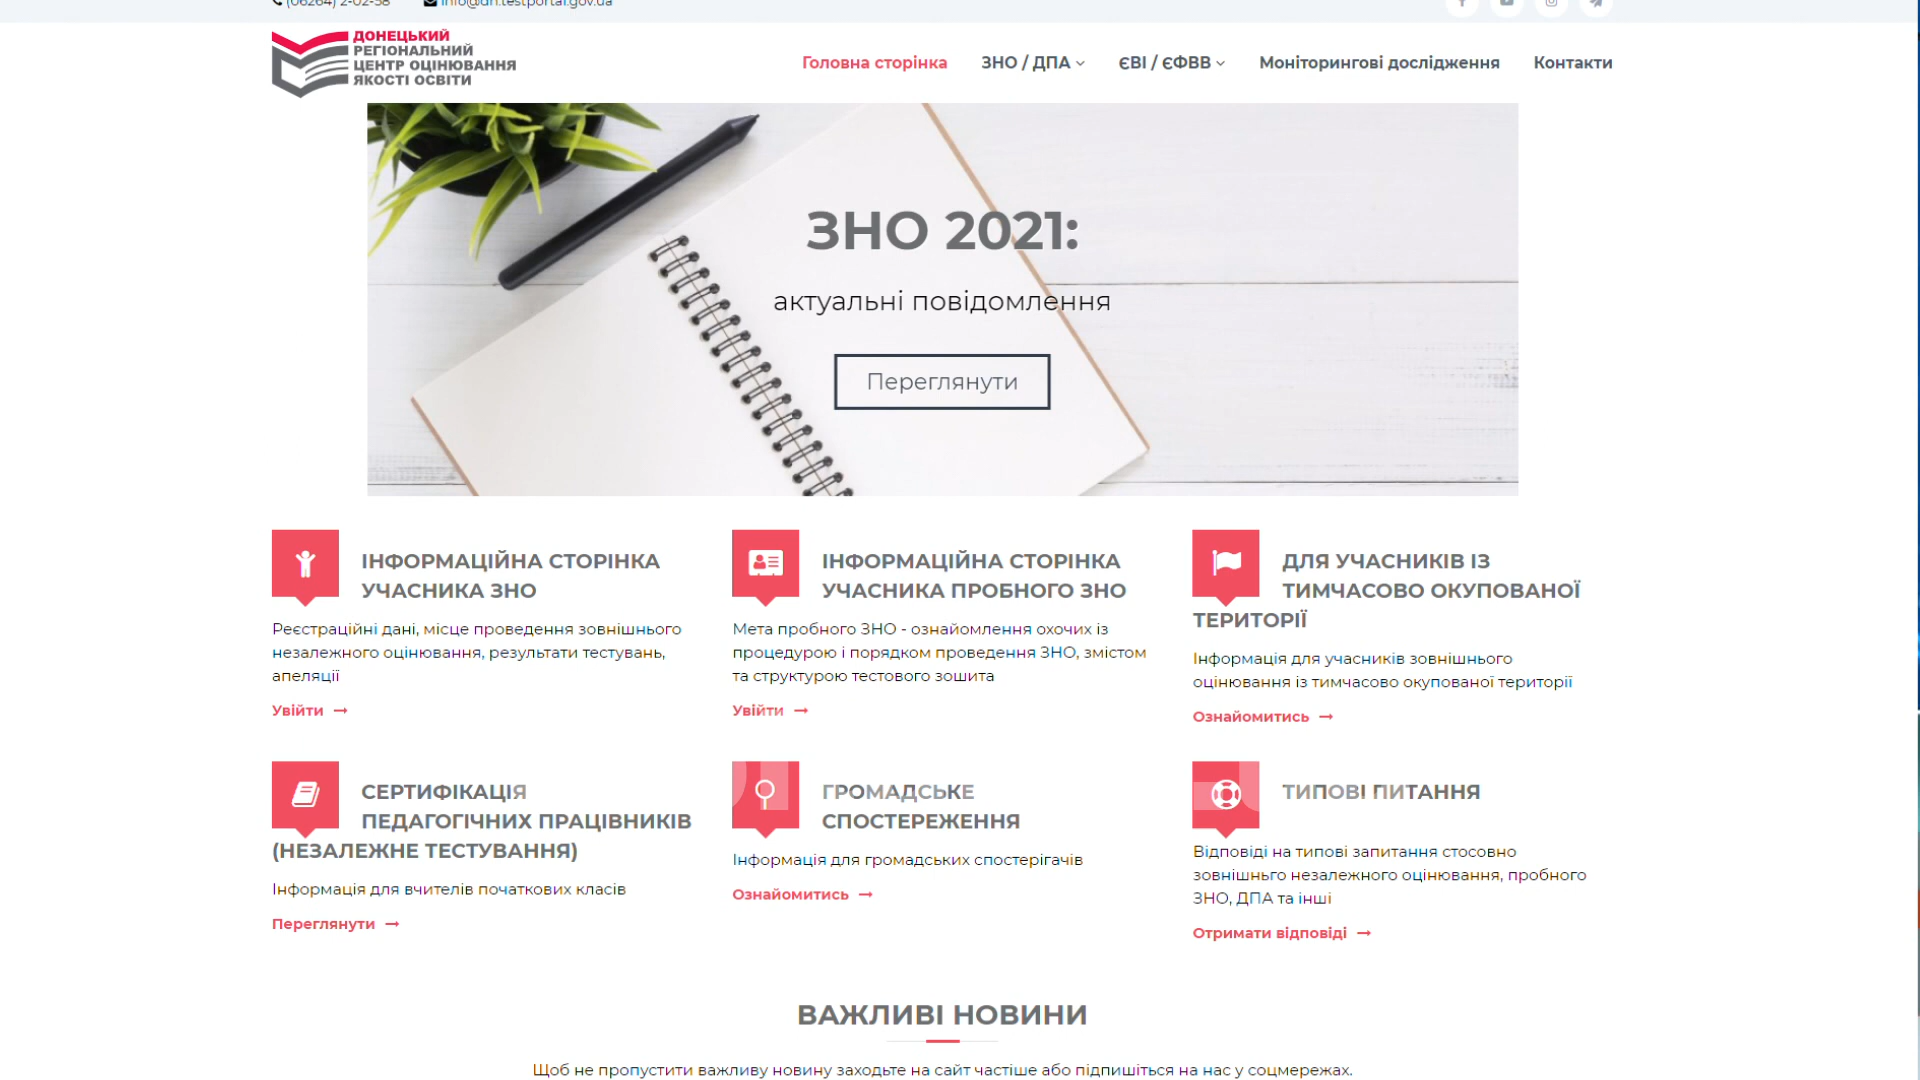 (06264) 2-02-58 info@dn.testportal.gov.ua
ДОНЕЦЬКИЙ
РЕГІОНАЛЬНИЙ
ЦЕНТР ОЦІНЮВАННЯ
ЯКОСТІ ОСВІТИ
Головна сторінка ЗНО / ДПА ЄВІ / ЄФВВ Моніторингові дослідження Контакти
ЗНО 2021:
актуальні повідомлення
Переглянути
ІНФОРМАЦІЙНА СТОРІНКА
УЧАСНИКА ЗНО
Реєстраційні дані, місце проведення зовнішнього
незалежного оцінювання, результати тестувань,
апеляції
Увійти →
ІНФОРМАЦІЙНА СТОРІНКА
УЧАСНИКА ПРОБНОГО ЗНО
Мета пробного ЗНО - ознайомлення охочих із
процедурою і порядком проведення ЗНО, змістом
та структурою тестового зошита
Увійти →
ДЛЯ УЧАСНИКІВ ІЗ
ТИМЧАСОВО ОКУПОВАНОЇ
ТЕРИТОРІЇ
Інформація для учасників зовнішнього
оцінювання із тимчасово окупованої території
Ознайомитись →
СЕРТИФІКАЦІЯ
ПЕДАГОГІЧНИХ ПРАЦІВНИКІВ
(НЕЗАЛЕЖНЕ ТЕСТУВАННЯ)
Інформація для вчителів початкових класів
Переглянути →
ГРОМАДСЬКЕ
СПОСТЕРЕЖЕННЯ
Інформація для громадських спостерігачів
Ознайомитись →
ТИПОВІ ПИТАННЯ
Відповіді на типові запитання стосовно
зовнішньго незалежного оцінювання, пробного
ЗНО, ДПА та інші
Отримати відповіді →
ВАЖЛИВІ НОВИНИ
Щоб не пропустити важливу новину заходьте на сайт частіше або підпишіться на нас у соцмережах.